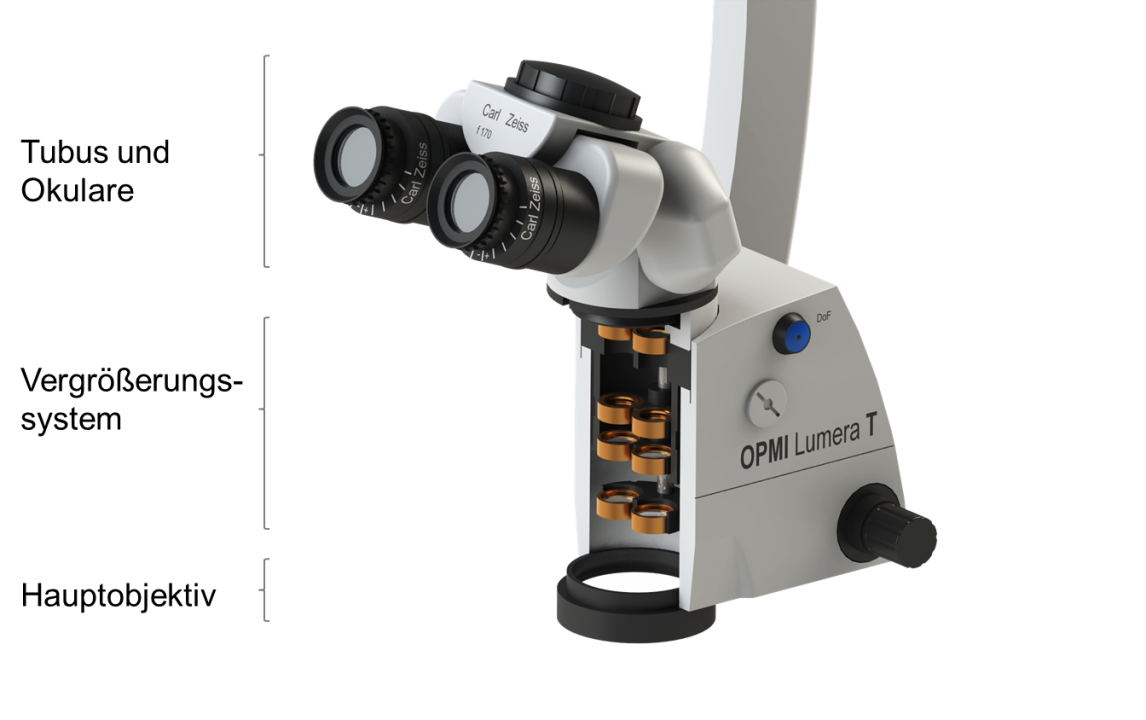 Tubus und
Okulare
Carl Zeiss
f 170
Carl Zeiss
Carl Zeiss
DoF
Vergrößerungs-
system
OPMI Lumera T
Hauptobjektiv